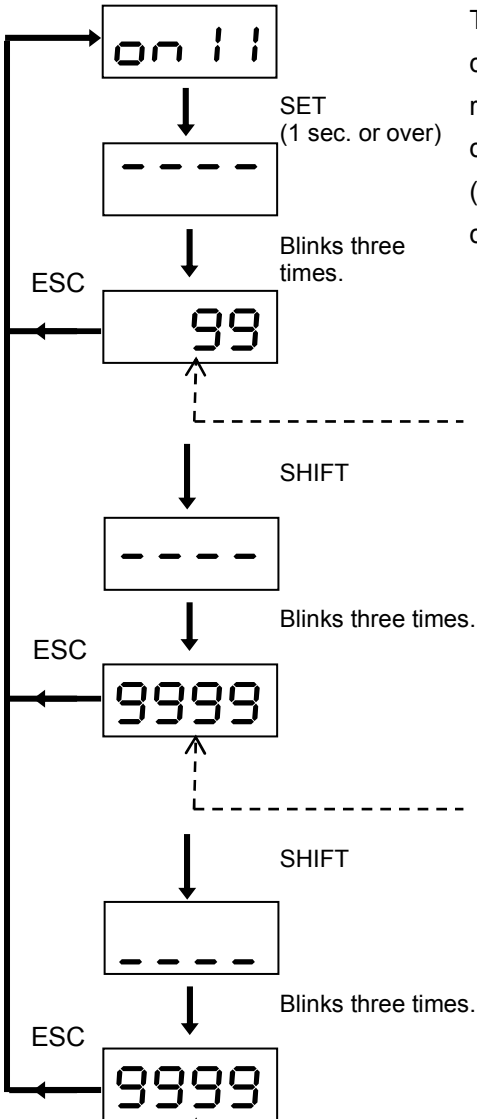 on 11
SET
(1 sec. or over)
- - - -
Blinks three
times.
ESC
99
SHIFT
- - - -
Blinks three times.
ESC
9999
SHIFT
- - - -
Blinks three times.
ESC
9999